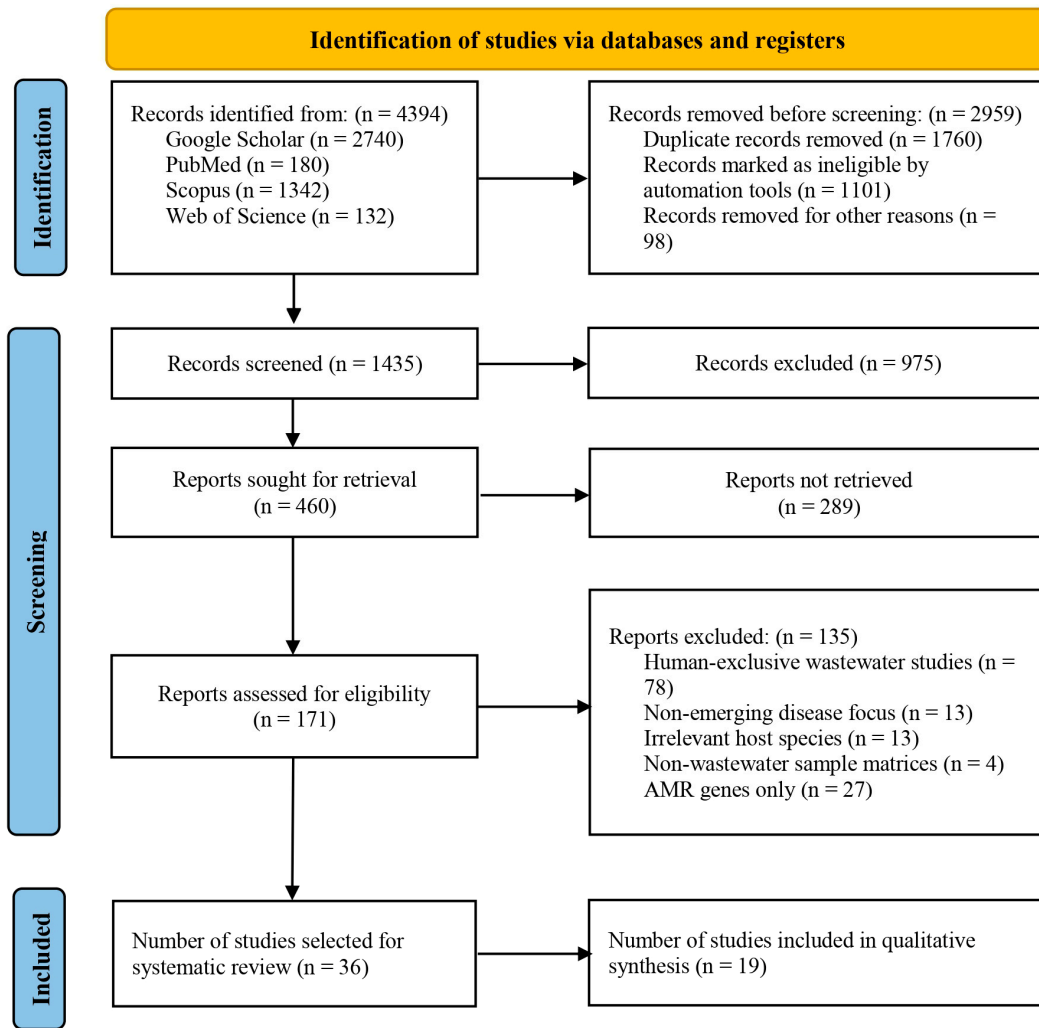 Identification of studies via databases and registers
Identification
Records identified from: (n = 4394)
Google Scholar (n = 2740)
PubMed (n = 180)
Scopus (n = 1342)
Web of Science (n = 132)
Records removed before screening: (n = 2959)
Duplicate records removed (n = 1760)
Records marked as ineligible by
automation tools (n = 1101)
Records removed for other reasons (n =
98)
Screening
Records screened (n = 1435)
Records excluded (n = 975)
Reports sought for retrieval
(n = 460)
Reports not retrieved
(n = 289)
Reports assessed for eligibility
(n = 171)
Reports excluded: (n = 135)
Human-exclusive wastewater studies (n =
78)
Non-emerging disease focus (n = 13)
Irrelevant host species (n = 13)
Non-wastewater sample matrices (n = 4)
AMR genes only (n = 27)
Included
Number of studies selected for
systematic review (n = 36)
Number of studies included in qualitative
synthesis (n = 19)